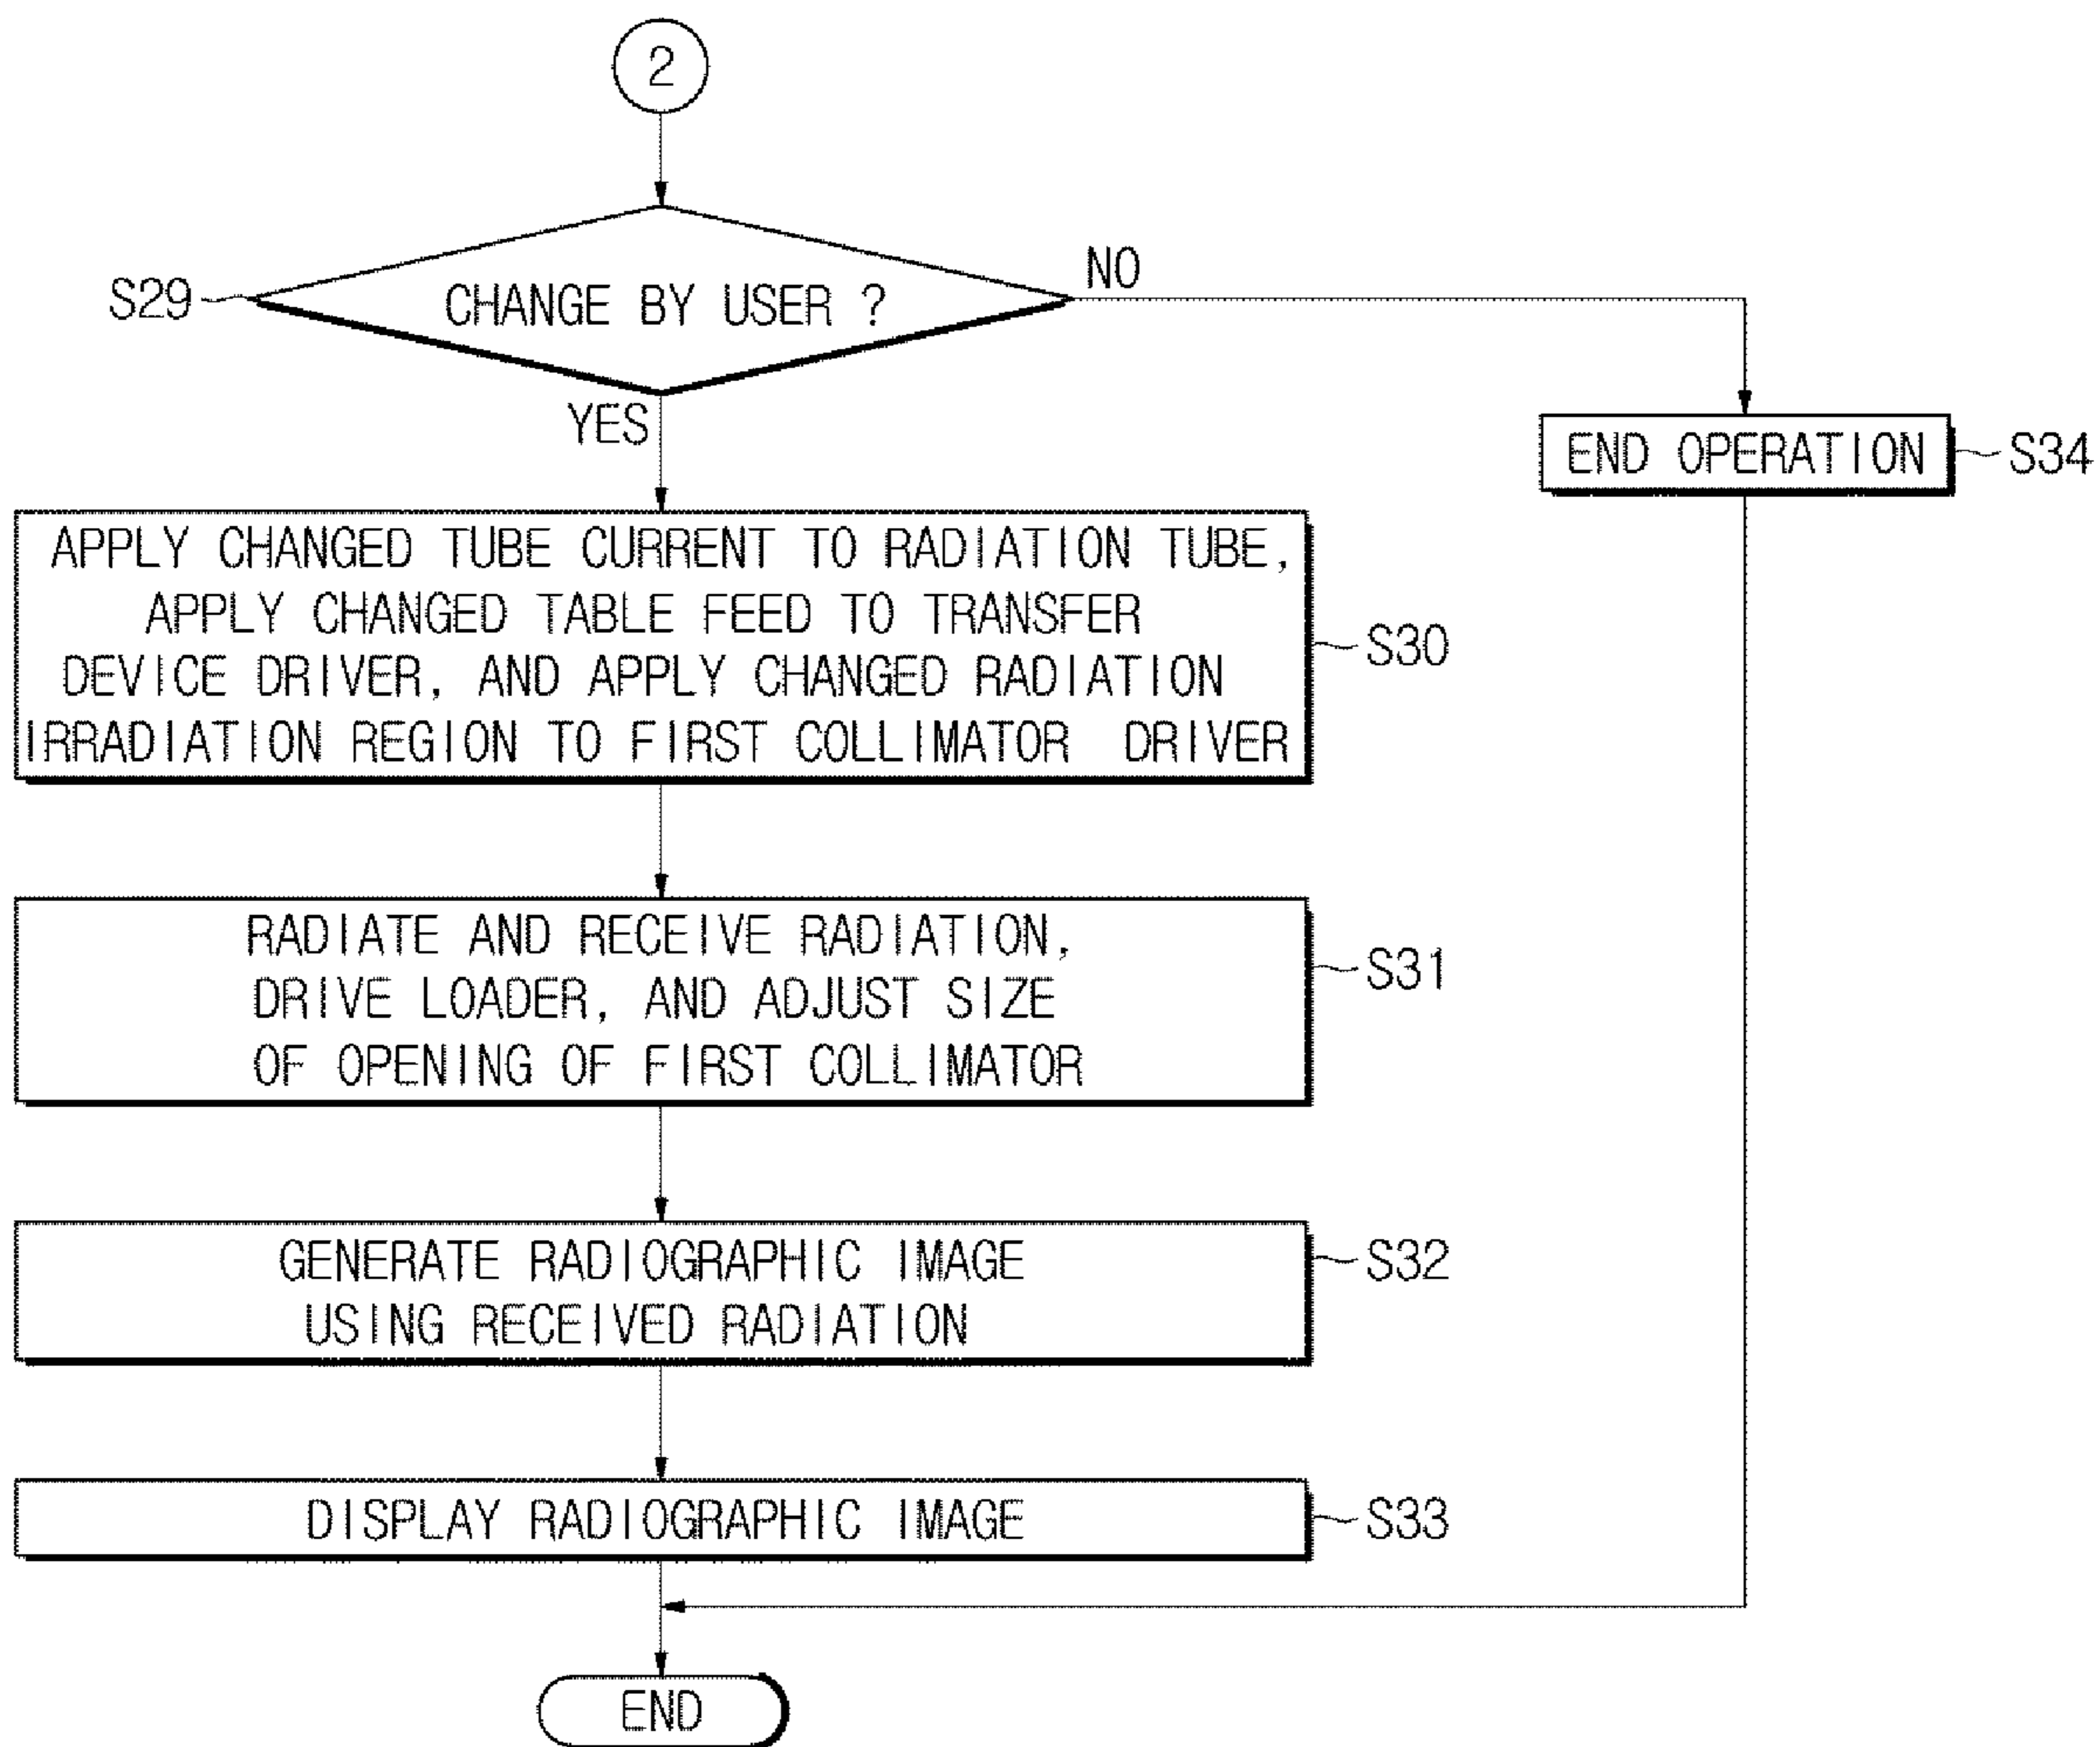 2
S29
CHANGE BY USER ?
NO
YES
END OPERATION
S34
APPLY CHANGED TUBE CURRENT TO RADIATION TUBE,
APPLY CHANGED TABLE FEED TO TRANSFER
DEVICE DRIVER, AND APPLY CHANGED RADIATION
IRRADIATION REGION TO FIRST COLLIMATOR DRIVER
S30
RADIATE AND RECEIVE RADIATION,
DRIVE LOADER, AND ADJUST SIZE
OF OPENING OF FIRST COLLIMATOR
S31
GENERATE RADIOGRAPHIC IMAGE
USING RECEIVED RADIATION
S32
DISPLAY RADIOGRAPHIC IMAGE
S33
END